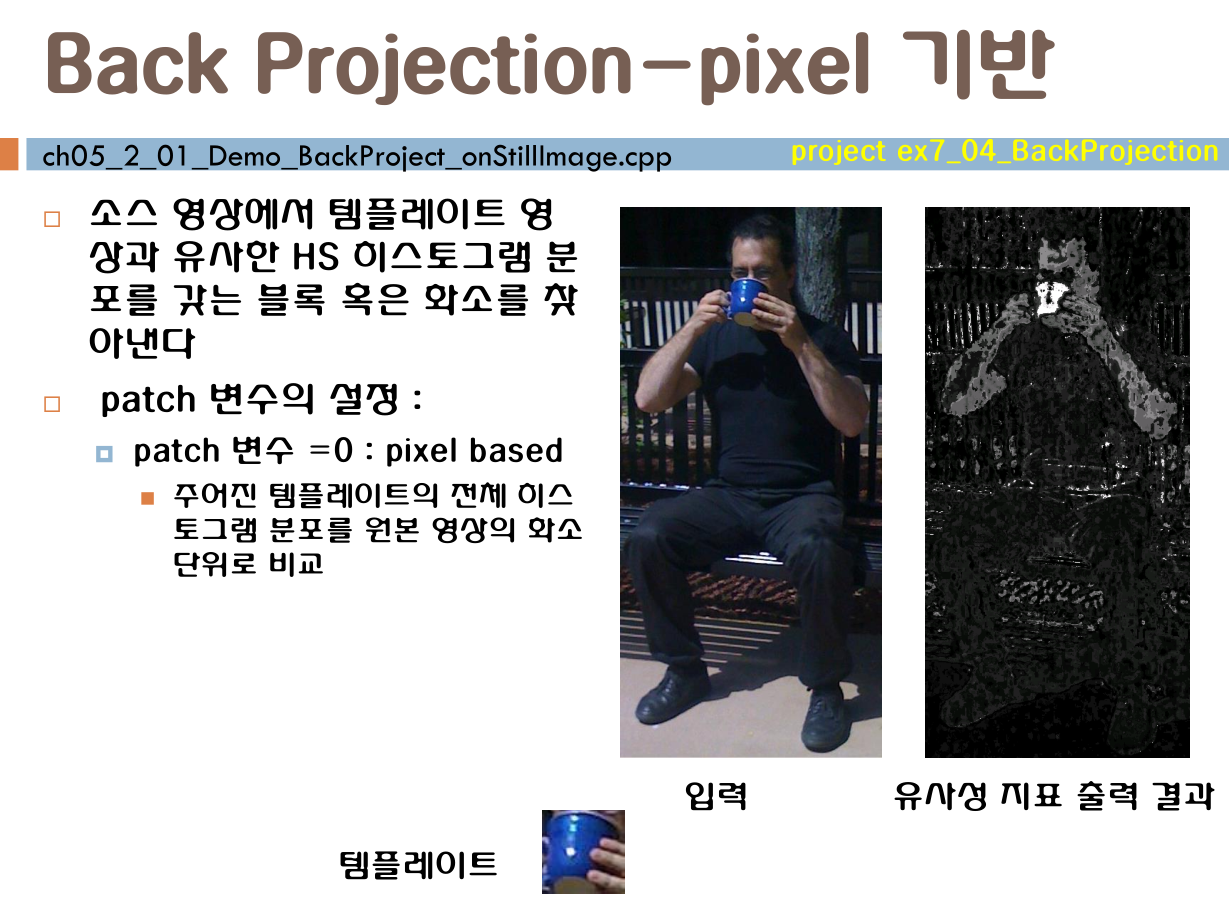 Back Projection-pixel 기반
ch05_2_01_Demo_BackProject_onStillImage.cpp
project ex7_04_BackProjection
소스 영상에서 템플레이트 영
상과 유사한 HS 히스토그램 분
포를 갖는 블록 혹은 화소를 찾
아낸다
patch 변수의 설정 :
patch 변수 =0 : pixel based
주어진 템플레이트의 전체 히스
토그램 분포를 원본 영상의 화소
단위로 비교
입력
유사성 지표 출력 결과
템플레이트